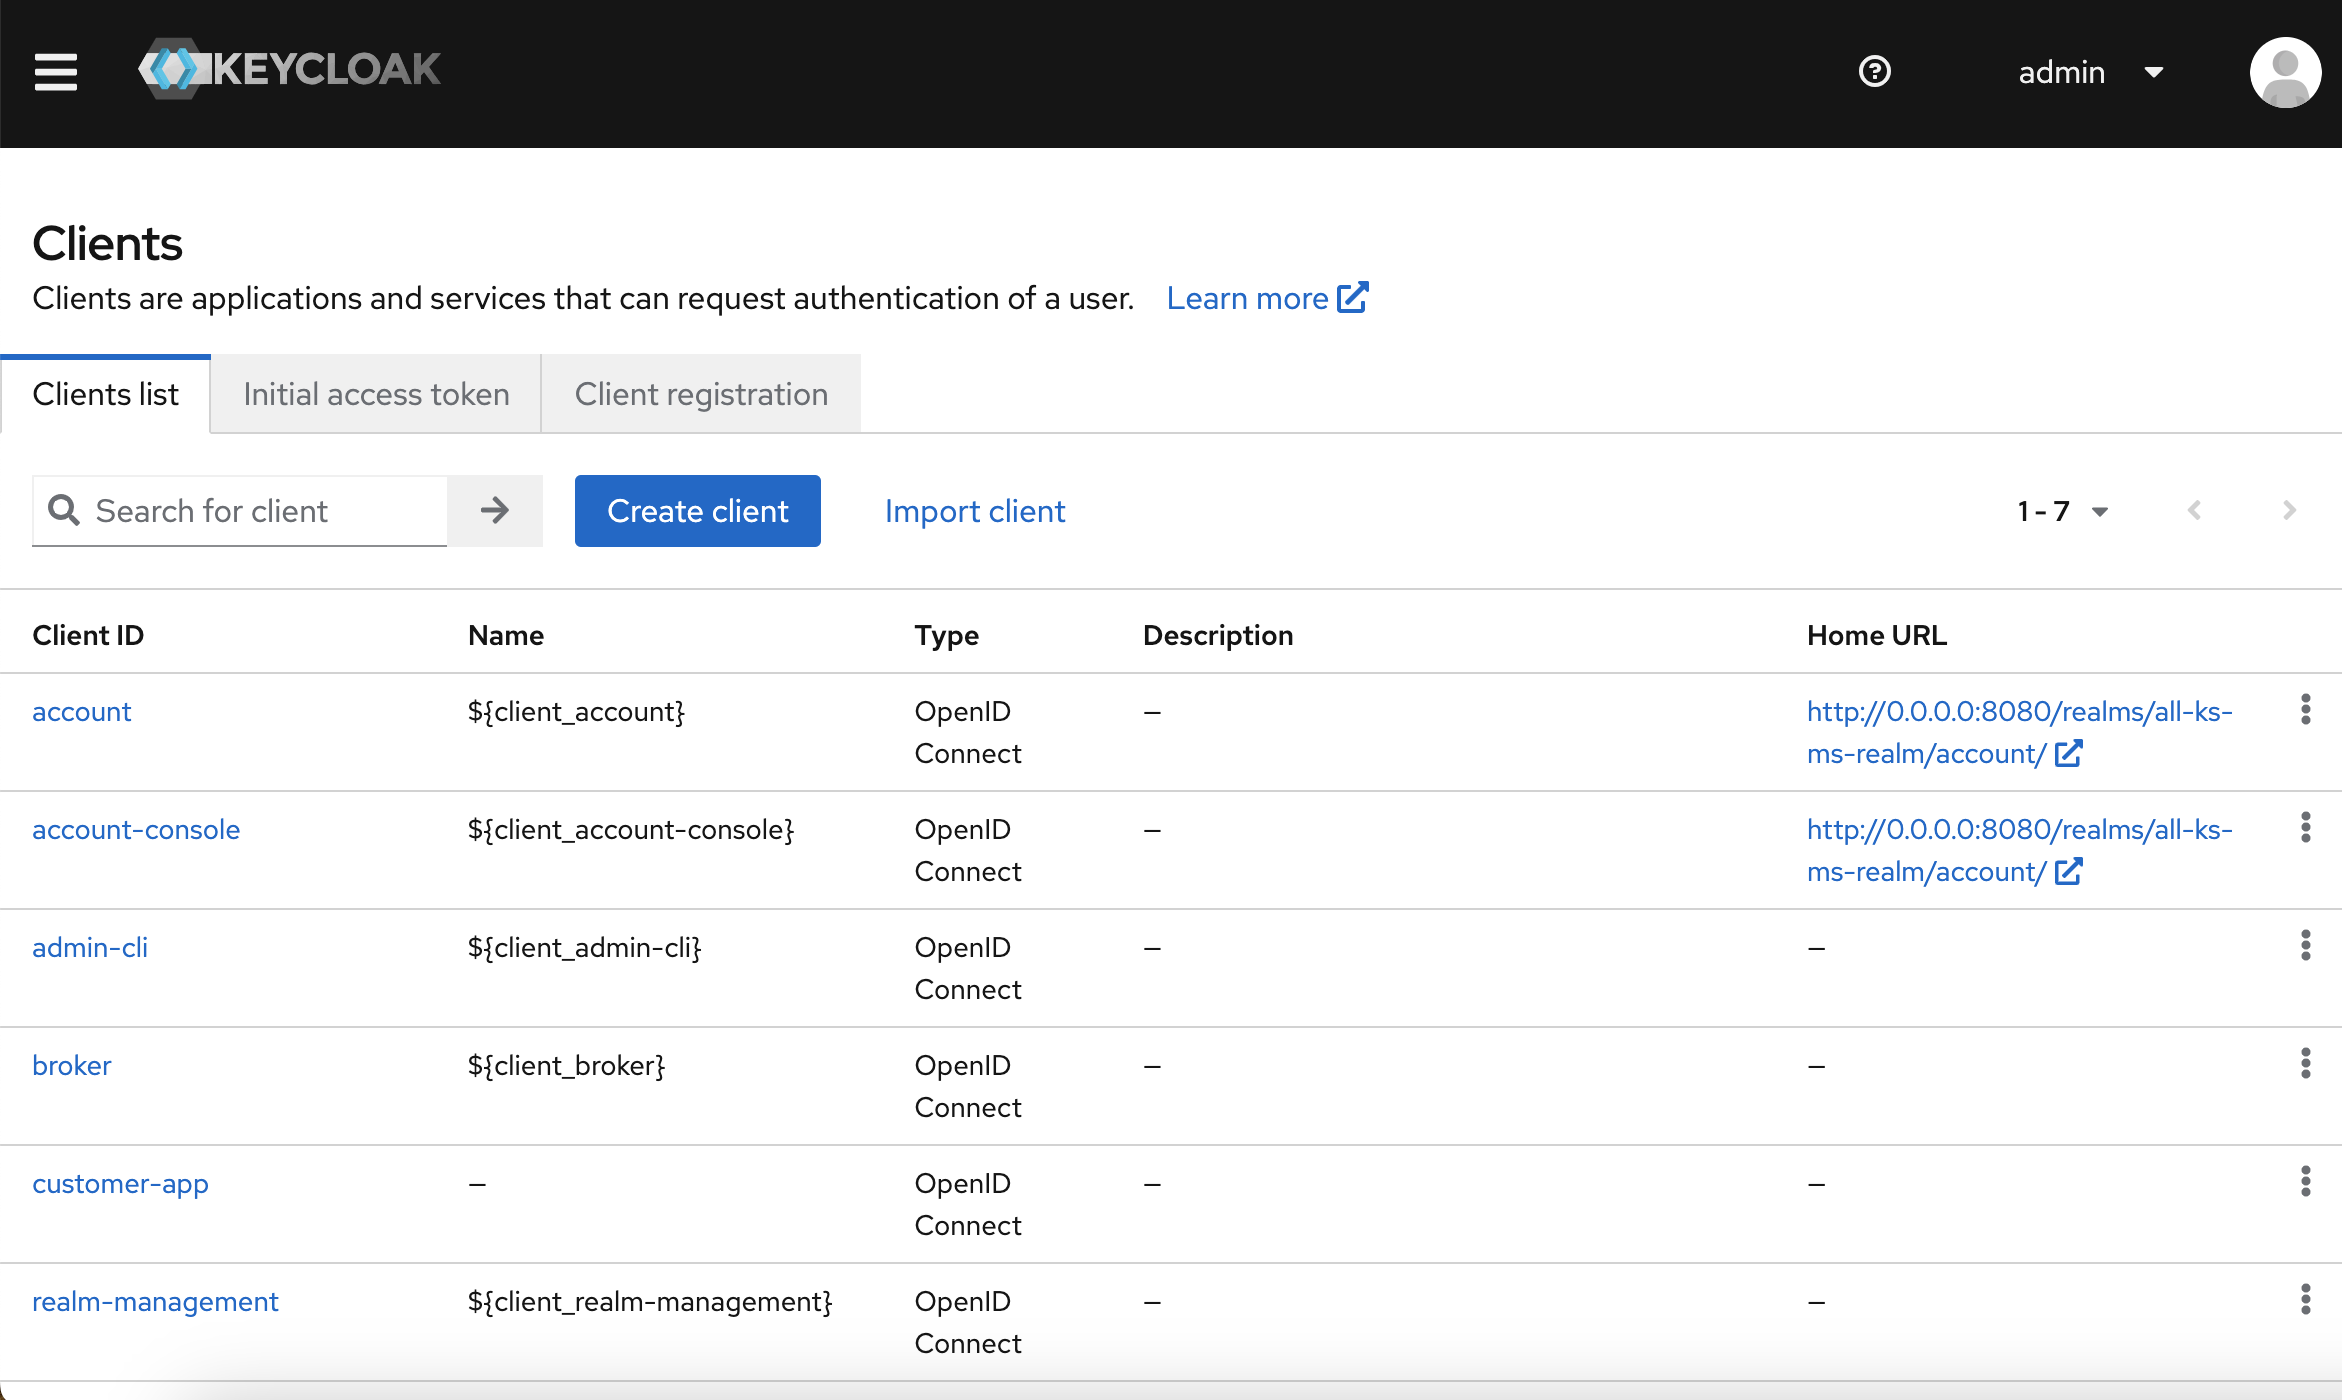 KEYCLOAK
admin
Clients
Clients are applications and services that can request authentication of a user. Learn more
Clients list Initial access token Client registration
Search for client Create client Import client 1 - 7
Client ID Name Type Description Home URL
account ${client_account} OpenID – http://0.0.0.0:8080/realms/all-ks-
Connect ms-realm/account/
account-console ${client_account-console} OpenID – http://0.0.0.0:8080/realms/all-ks-
Connect ms-realm/account/
admin-cli ${client_admin-cli} OpenID – –
Connect
broker ${client_broker} OpenID – –
Connect
customer-app – OpenID – –
Connect
realm-management ${client_realm-management} OpenID – –
Connect